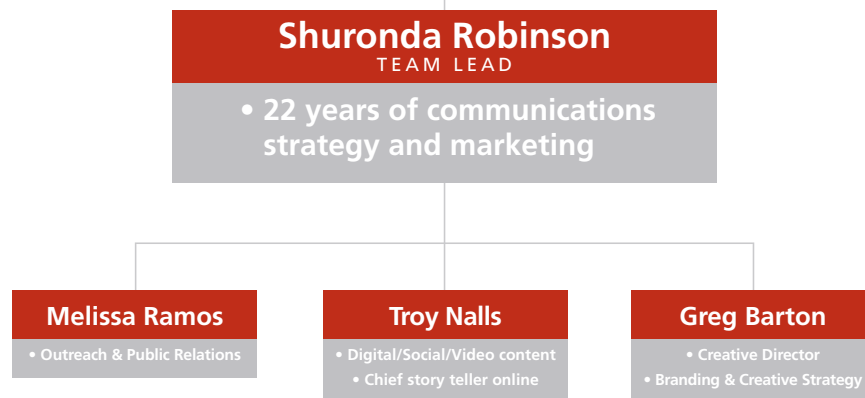 Shuronda Robinson
TEAM LEAD
• 22 years of communications
strategy and marketing
Melissa Ramos
• Outreach & Public Relations
Troy Nalls
• Digital/Social/Video content
• Chief story teller online
Greg Barton
• Creative Director
• Branding & Creative Strategy